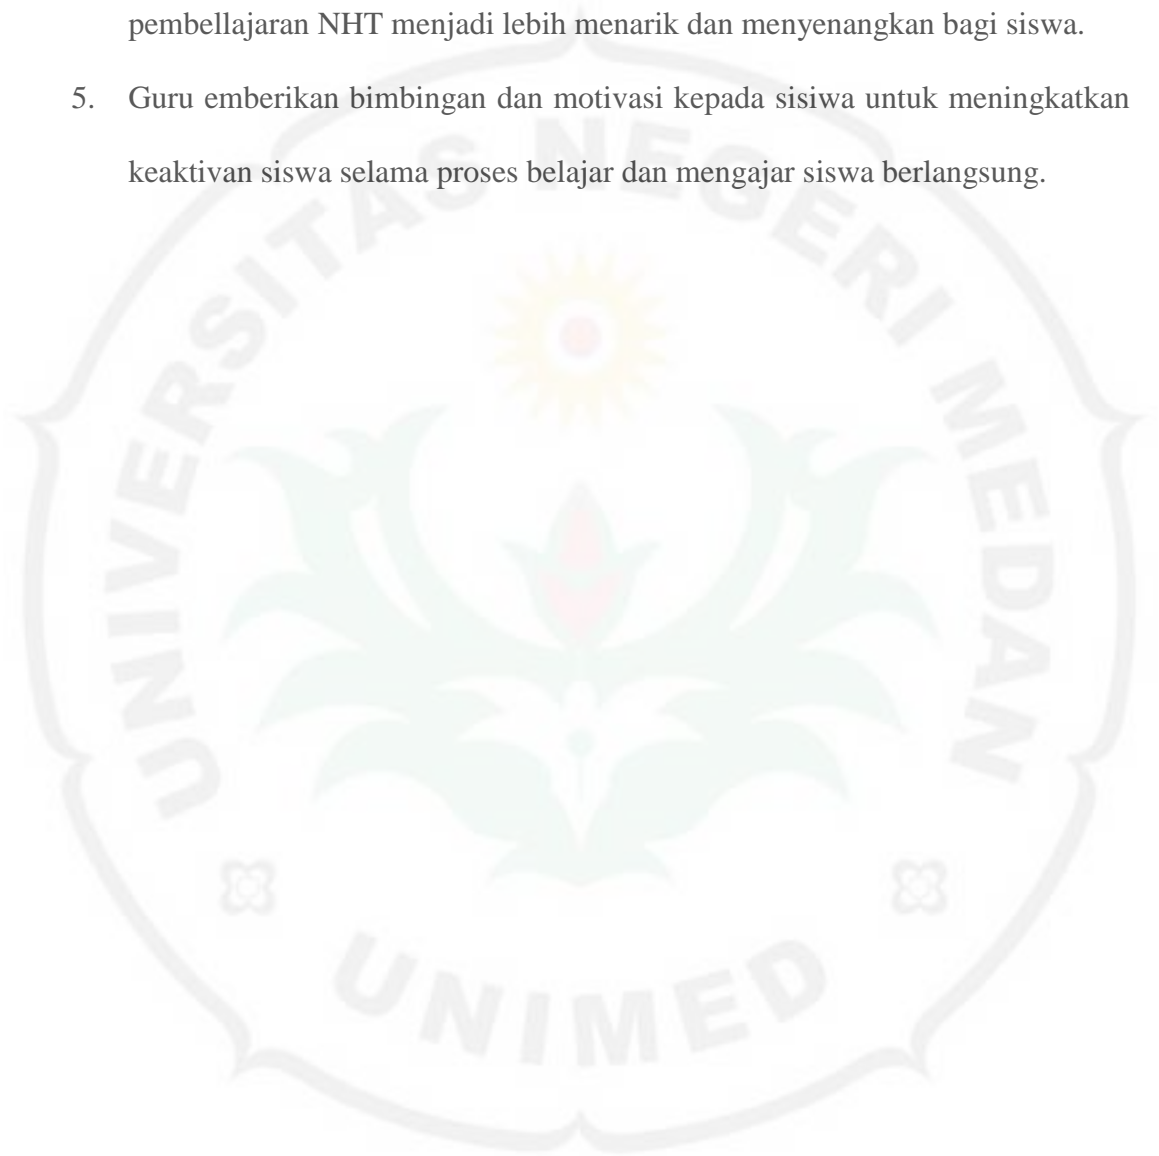 pembellajaran NHT menjadi lebih menarik dan menyenangkan bagi siswa.
5. Guru emberikan bimbingan dan motivasi kepada sisiwa untuk meningkatkan
keaktivan siswa selama proses belajar dan mengajar siswa berlangsung.
UNIVERSITAS NEGERI MEDAN
UNIMED